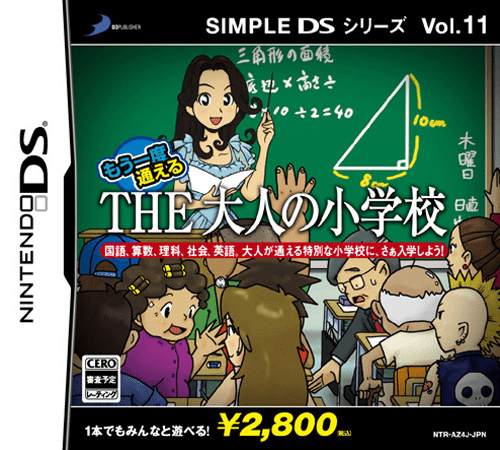 D3PUBLISHER
SIMPLE DS シリーズ Vol.11
NINTENDO DS
三角形の面積
底辺×高さ÷
10÷2=40
10cm
8cm
木曜日
日直
もう一度
通える
THE 大人の小学校
国語、算数、理科、社会、英語。大人が通える特別な小学校に、さぁ入学しよう!
CERO
審査予定
レーティング
1本でもみんなと遊べる!
¥2,800(税込)
NTR-AZ4J-JPN